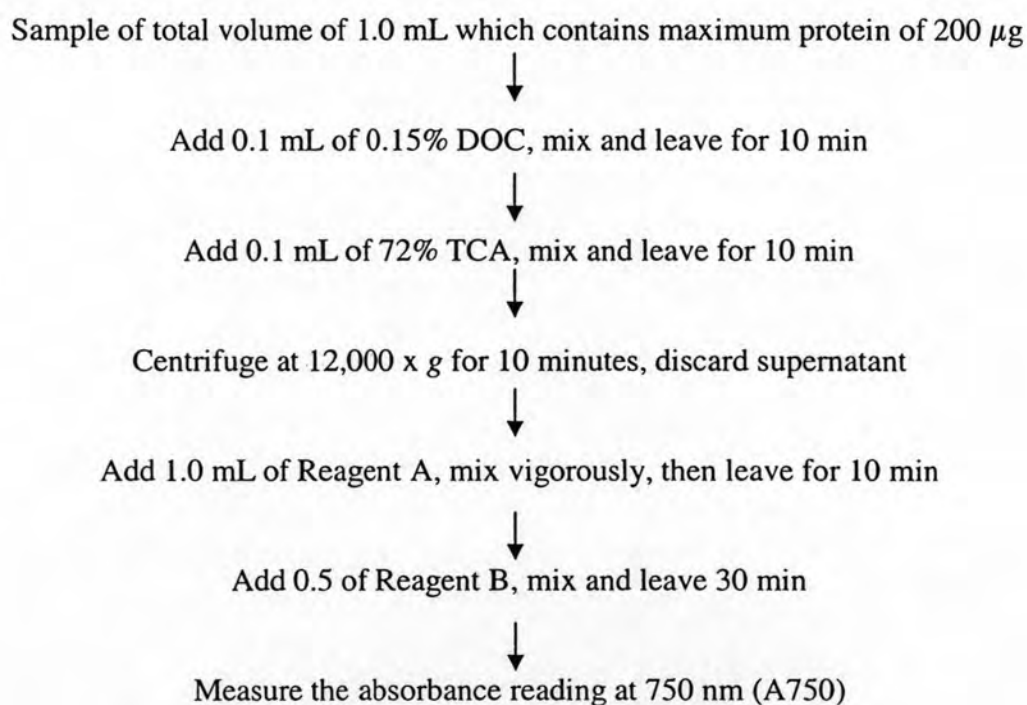 Sample of total volume of 1.0 mL which contains maximum protein of 200 μg
Add 0.1 mL of 0.15% DOC, mix and leave for 10 min
Add 0.1 mL of 72% TCA, mix and leave for 10 min
Centrifuge at 12,000 x g for 10 minutes, discard supernatant
Add 1.0 mL of Reagent A, mix vigorously, then leave for 10 min
Add 0.5 of Reagent B, mix and leave 30 min
Measure the absorbance reading at 750 nm (A750)